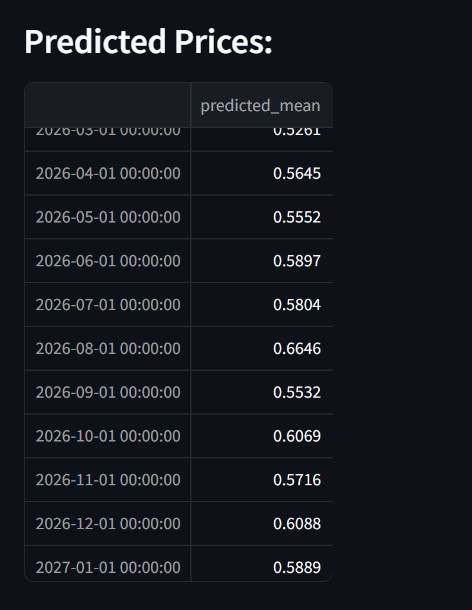 Predicted Prices:
predicted_mean
2026-03-01 00:00:00 0.5261
2026-04-01 00:00:00 0.5645
2026-05-01 00:00:00 0.5552
2026-06-01 00:00:00 0.5897
2026-07-01 00:00:00 0.5804
2026-08-01 00:00:00 0.6646
2026-09-01 00:00:00 0.5532
2026-10-01 00:00:00 0.6069
2026-11-01 00:00:00 0.5716
2026-12-01 00:00:00 0.6088
2027-01-01 00:00:00 0.5889